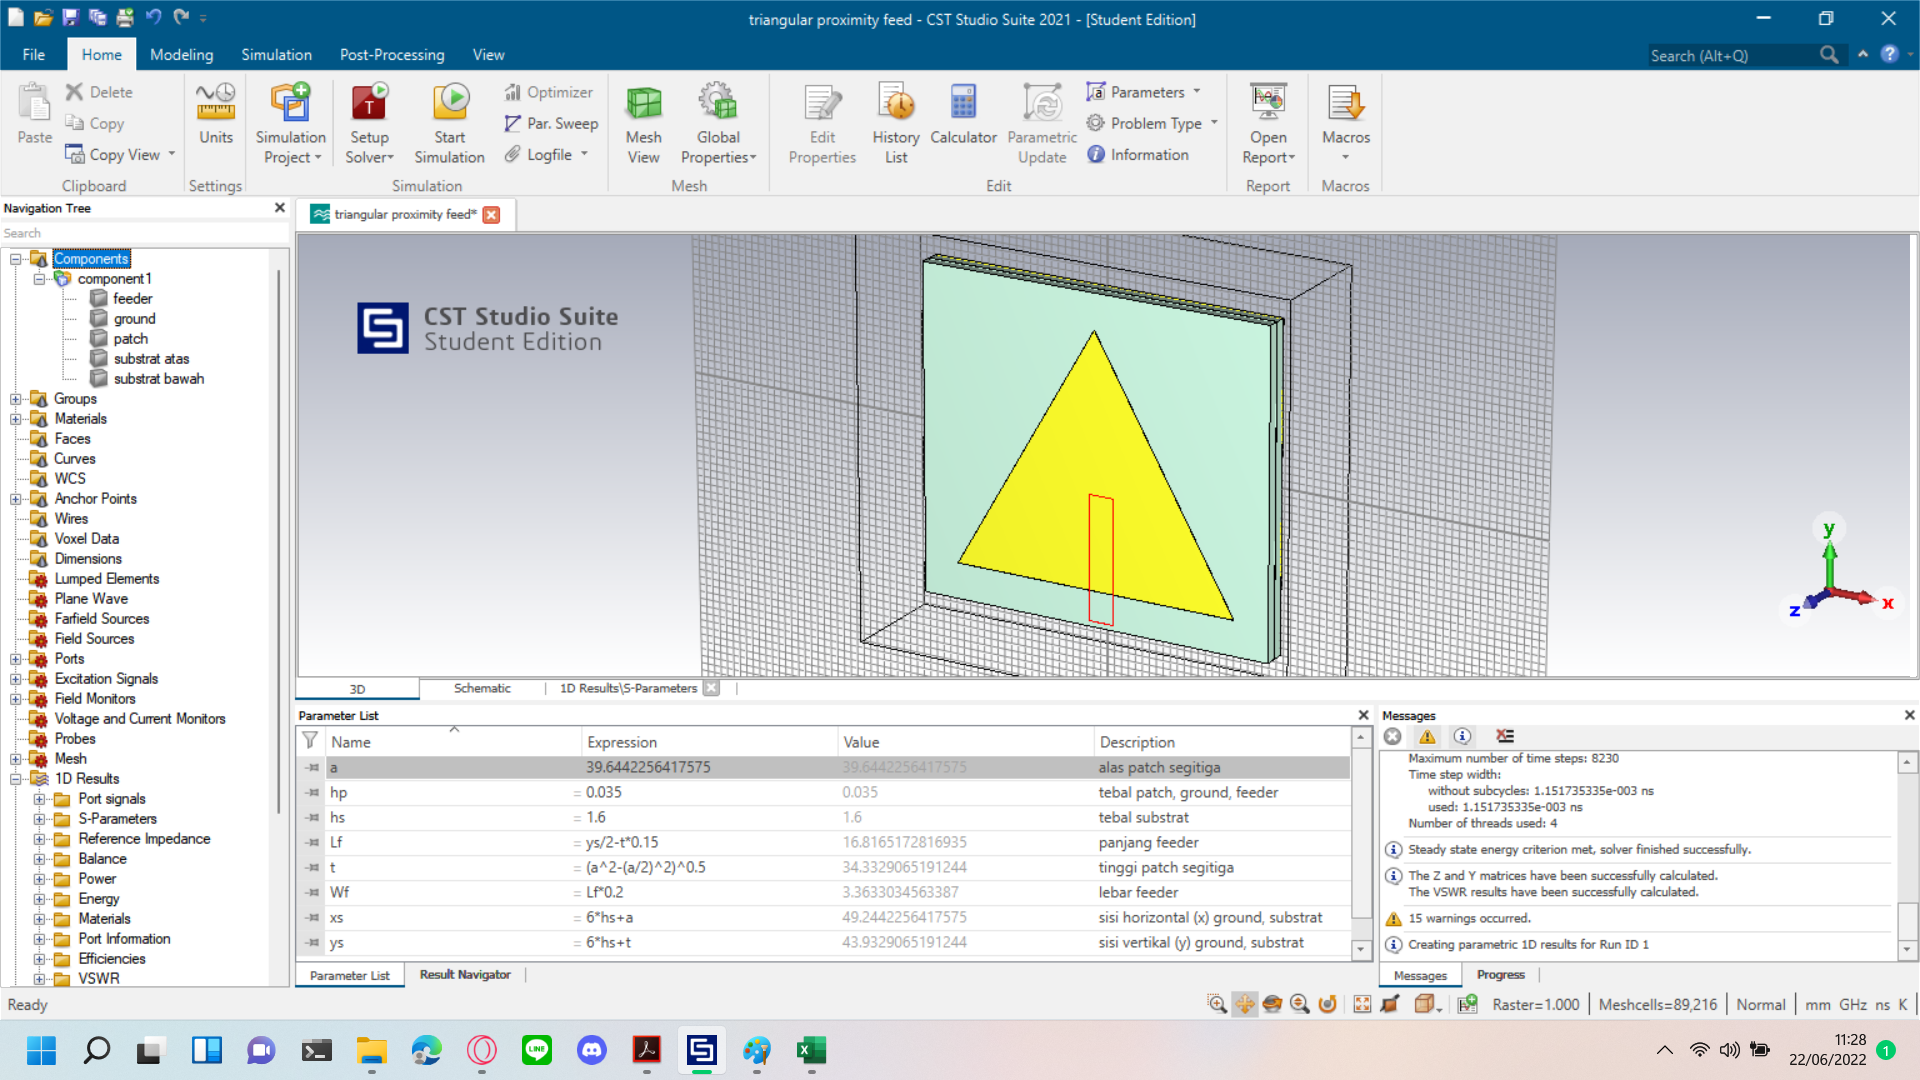 triangular proximity feed - CST Studio Suite 2021 - [Student Edition]
File Home Modeling Simulation Post-Processing View
Search (Alt+Q)
Paste
Delete
Copy
Copy View
Clipboard
Units
Settings
Simulation Project
Setup Solver
Start Simulation
Optimizer
Par. Sweep
Logfile
Simulation
Mesh View
Global Properties
Mesh
Edit Properties
History List
Calculator
Parametric Update
Parameters
Problem Type
Information
Edit
Open Report
Report
Macros
Macros
Navigation Tree
Search
triangular proximity feed*
Components
component1
feeder
ground
patch
substrat atas
substrat bawah
Groups
Materials
Faces
Curves
WCS
Anchor Points
Wires
Voxel Data
Dimensions
Lumped Elements
Plane Wave
Farfield Sources
Field Sources
Ports
Excitation Signals
Field Monitors
Voltage and Current Monitors
Probes
Mesh
1D Results
Port signals
S-Parameters
Reference Impedance
Balance
Power
Energy
Materials
Port Information
Efficiencies
VSWR
CST Studio Suite
Student Edition
y
x
z
3D Schematic 1D Results\S-Parameters
Parameter List
Name Expression Value Description
a 39.6442256417575 39.6442256417575 alas patch segitiga
hp = 0.035 0.035 tebal patch, ground, feeder
hs = 1.6 1.6 tebal substrat
Lf = ys/2-t*0.15 16.8165172816935 panjang feeder
t = (a^2-(a/2)^2)^0.5 34.3329065191244 tinggi patch segitiga
Wf = Lf*0.2 3.3633034563387 lebar feeder
xs = 6*hs+a 49.2442256417575 sisi horizontal (x) ground, substrat
ys = 6*hs+t 43.9329065191244 sisi vertikal (y) ground, substrat
Parameter List Result Navigator
Messages
Maximum number of time steps: 8230
Time step width:
without subcycles: 1.151735335e-003 ns
used: 1.151735335e-003 ns
Number of threads used: 4
Steady state energy criterion met, solver finished successfully.
The Z and Y matrices have been successfully calculated.
The VSWR results have been successfully calculated.
15 warnings occurred.
Creating parametric 1D results for Run ID 1
Messages Progress
Ready
Raster=1.000 Meshcells=89,216 Normal mm GHz ns K
LINE
11:28
22/06/2022
1